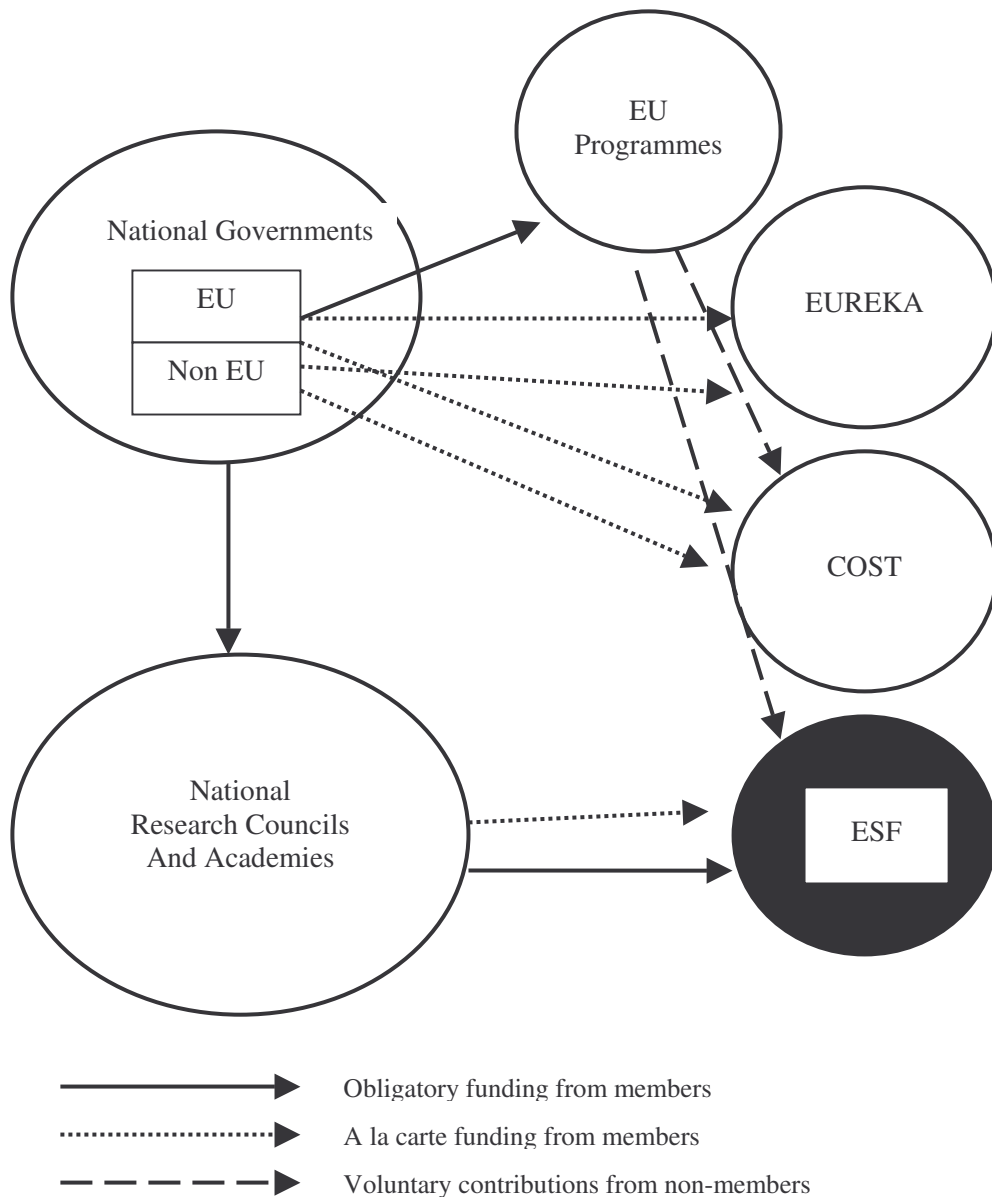 EU
Programmes
National Governments
EU
Non EU
EUREKA
COST
National
Research Councils
And Academies
ESF
Obligatory funding from members
A la carte funding from members
Voluntary contributions from non-members